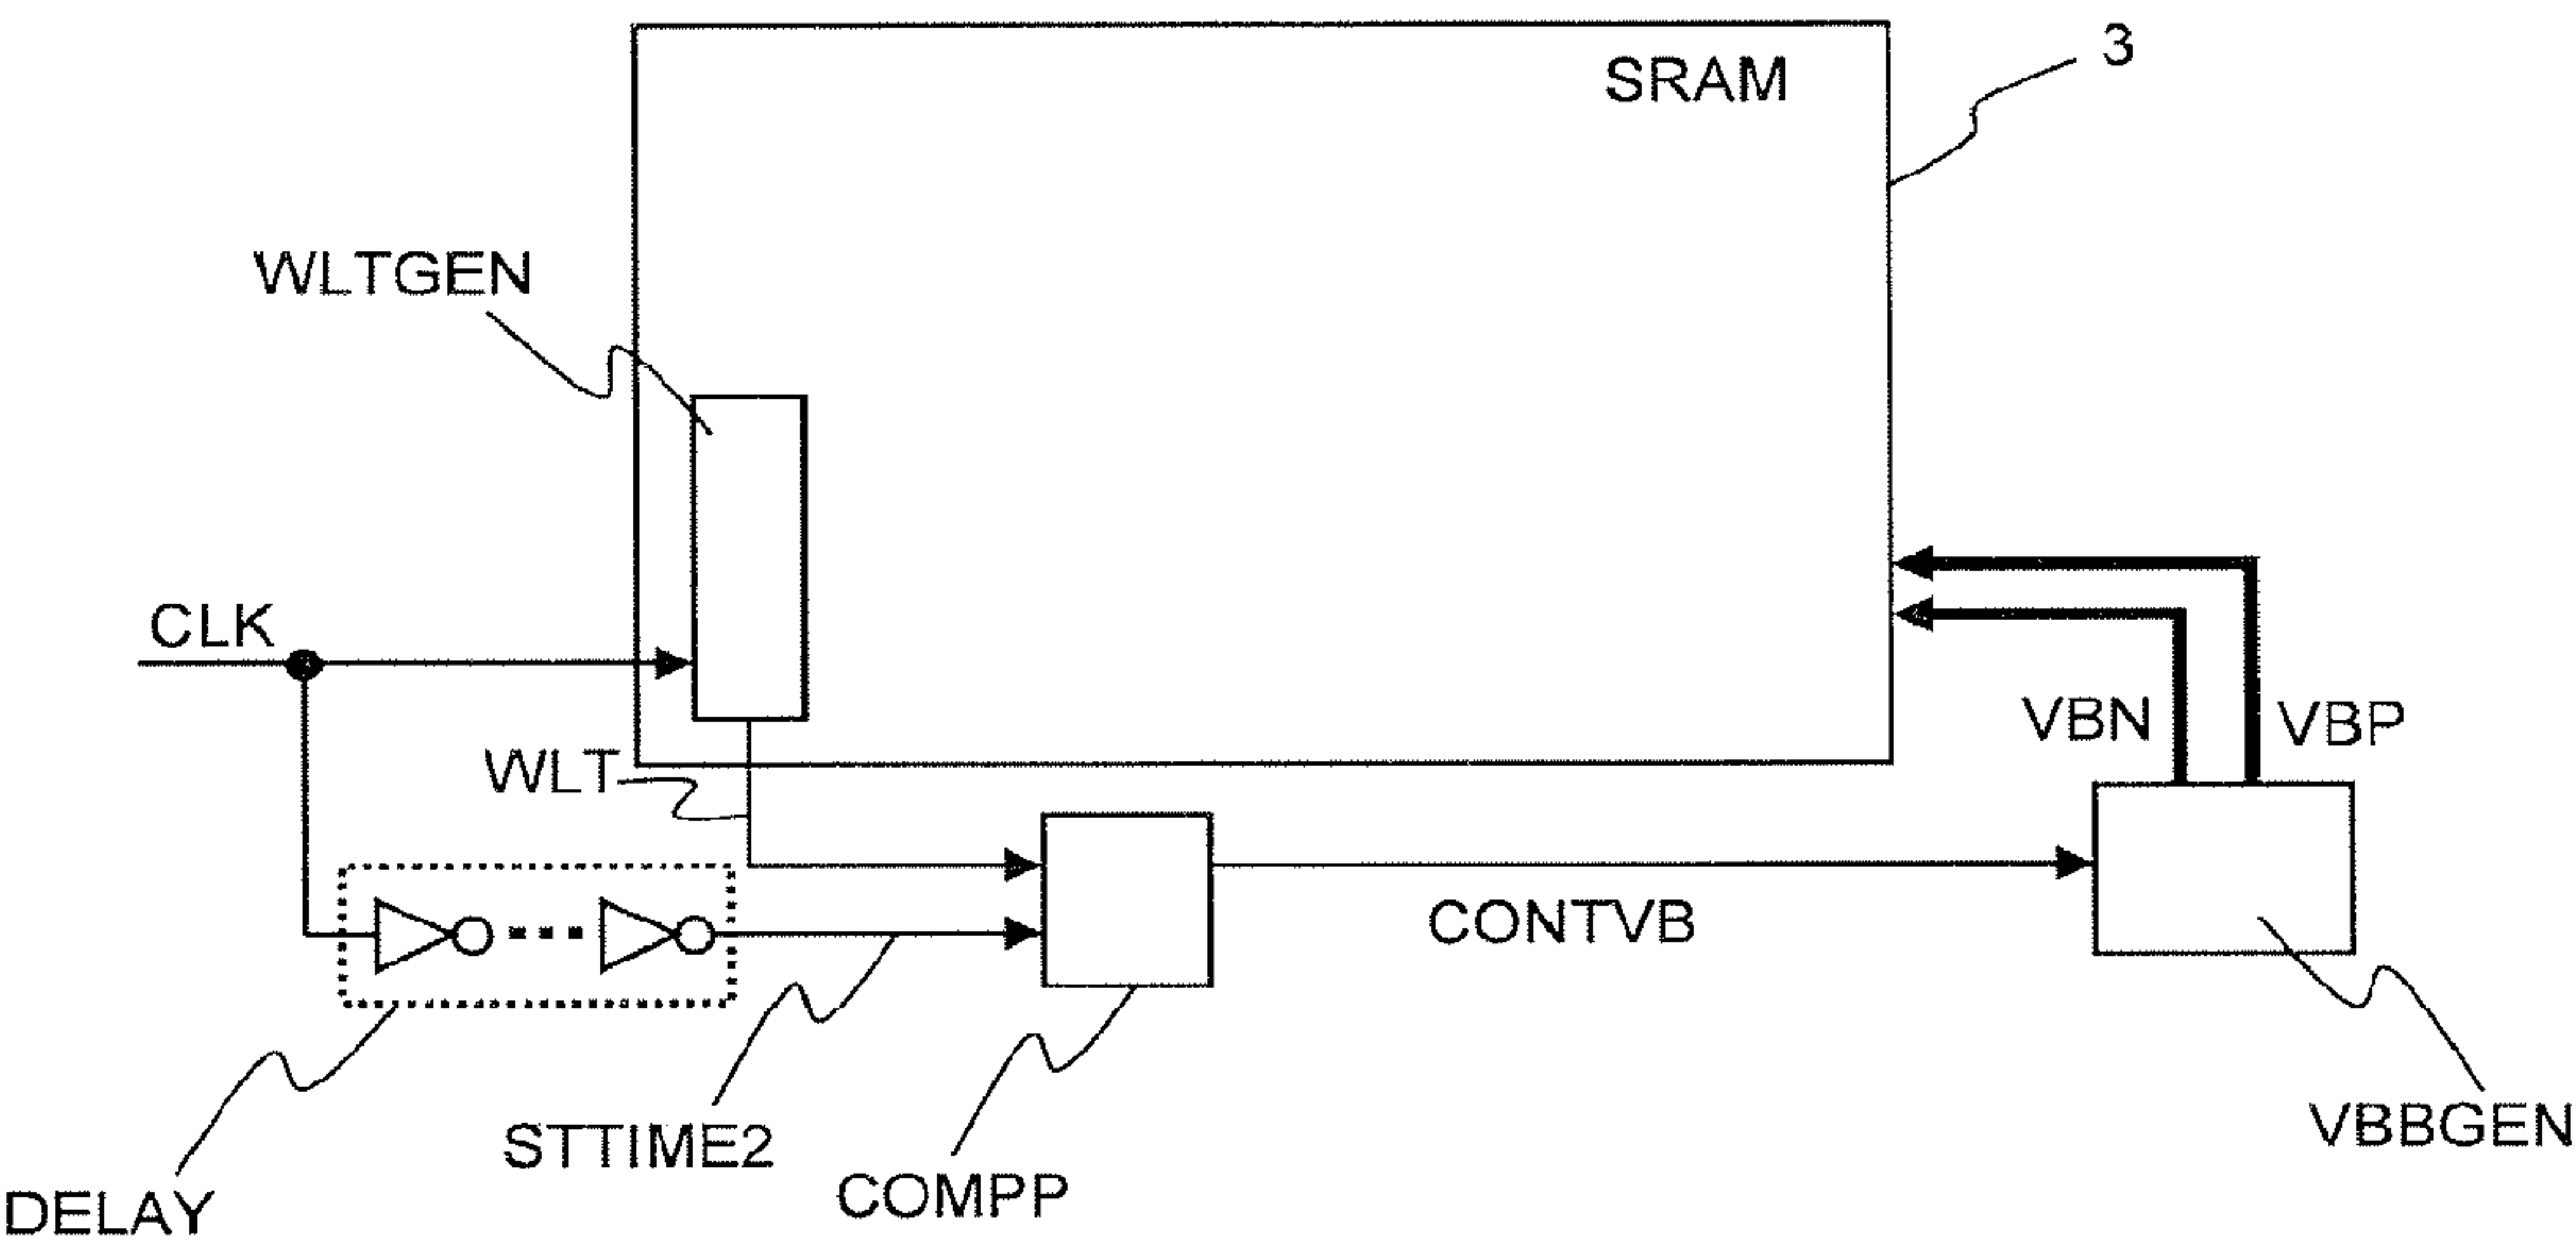 3
SRAM
WLTGEN
CLK
VBN
VBP
WLT
CONTVB
VBBGEN
STTIME2
COMPP
DELAY